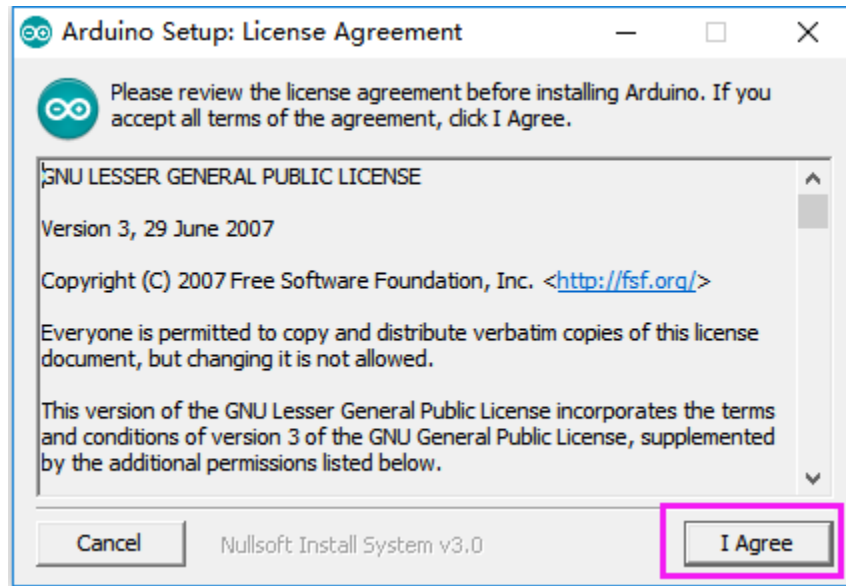 Arduino Setup: License Agreement
Please review the license agreement before installing Arduino. If you
accept all terms of the agreement, click I Agree.
GNU LESSER GENERAL PUBLIC LICENSE
Version 3, 29 June 2007
Copyright (C) 2007 Free Software Foundation, Inc. <http://fsf.org/>
Everyone is permitted to copy and distribute verbatim copies of this license
document, but changing it is not allowed.
This version of the GNU Lesser General Public License incorporates the terms
and conditions of version 3 of the GNU General Public License, supplemented
by the additional permissions listed below.
Cancel
Nullsoft Install System v3.0
I Agree